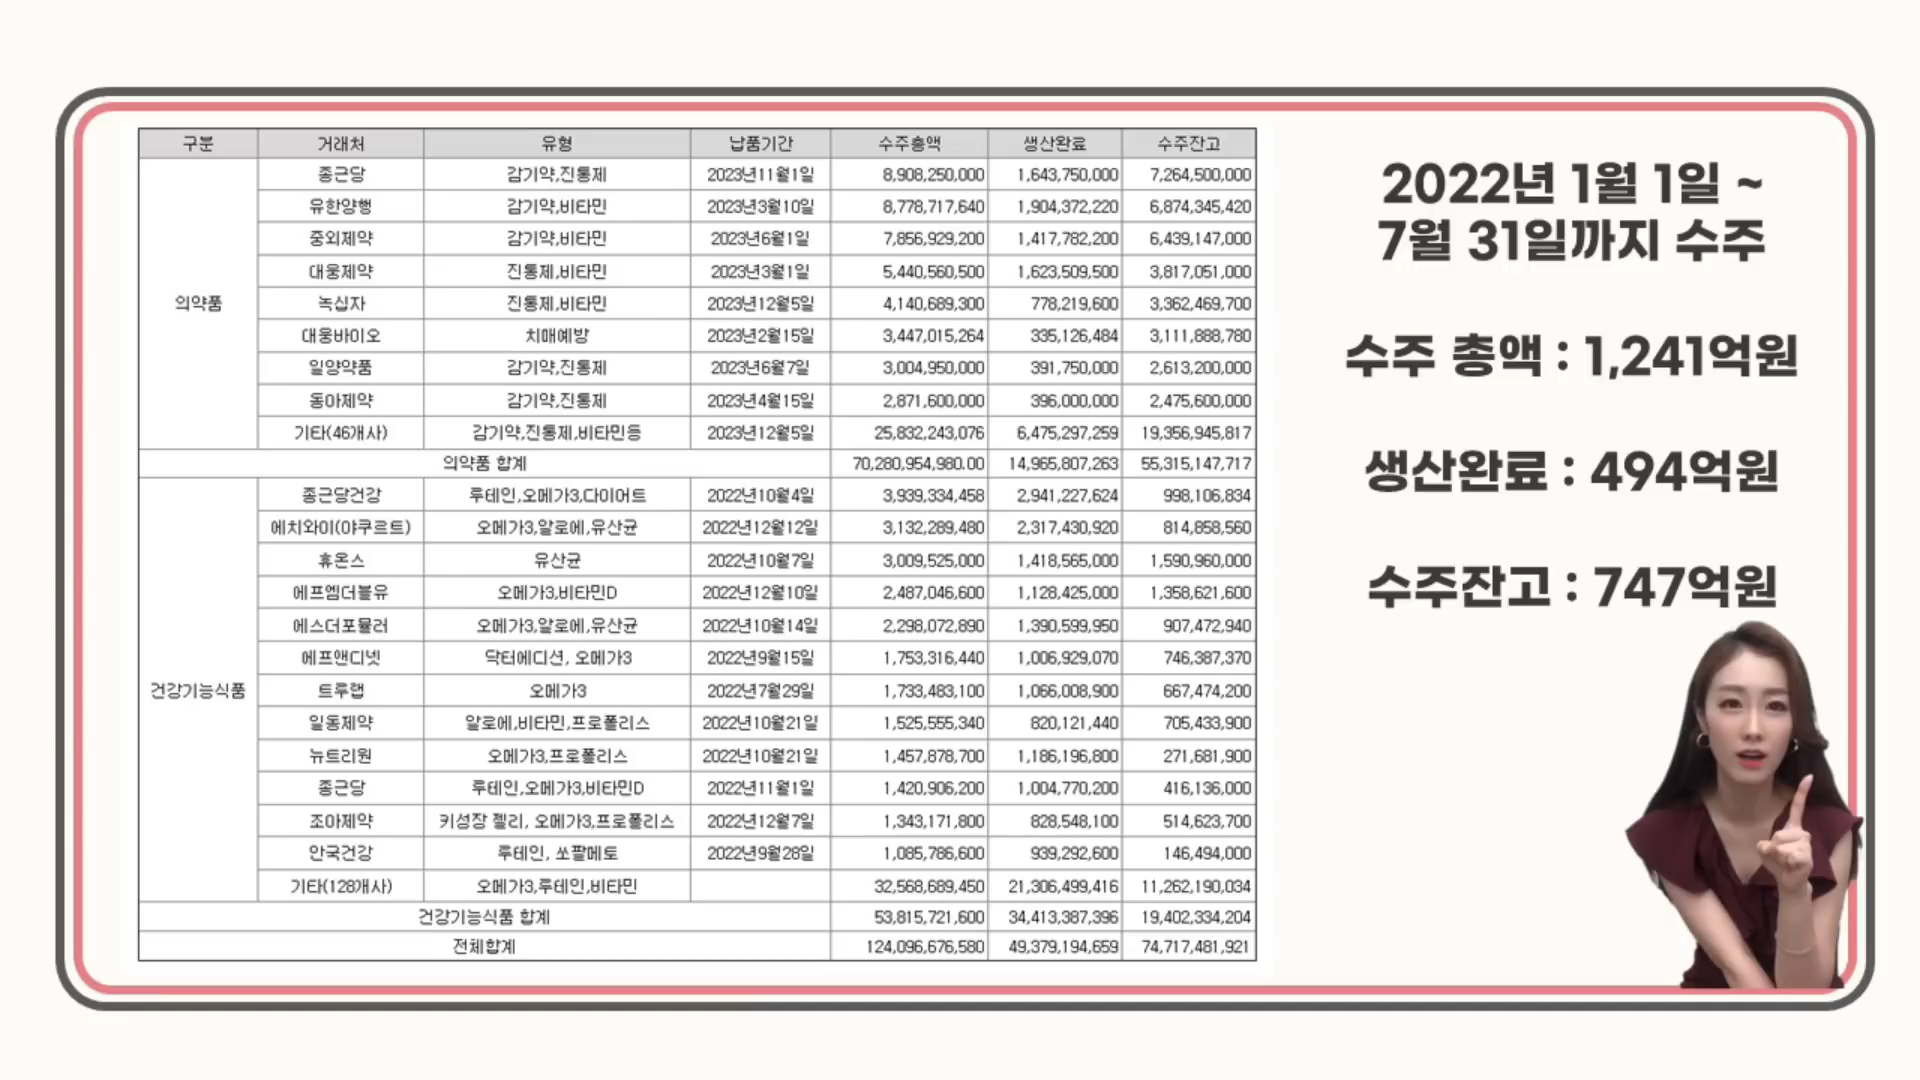 구분 거래처 유형 납품기간 수주총액 생산완료 수주잔고
종근당 감기약,진통제 2023년11월1일 8,908,250,000 1,643,750,000 7,264,500,000
유한양행 감기약,비타민 2023년3월10일 8,778,717,640 1,904,372,220 6,874,345,420
중외제약 감기약,비타민 2023년6월1일 7,856,929,200 1,417,782,200 6,439,147,000
대웅제약 진통제,비타민 2023년3월1일 5,440,560,500 1,623,509,500 3,817,051,000
의약품 녹십자 진통제,비타민 2023년12월5일 4,140,689,300 778,219,600 3,362,469,700
대웅바이오 치매예방 2023년2월15일 3,447,015,264 335,126,484 3,111,888,780
일양약품 감기약,진통제 2023년6월7일 3,004,950,000 391,750,000 2,613,200,000
동아제약 감기약,진통제 2023년4월15일 2,871,600,000 396,000,000 2,475,600,000
기타(46개사) 감기약,진통제,비타민등 2023년12월5일 25,832,243,076 6,475,297,259 19,356,945,817
의약품 합계 70,280,954,980.00 14,965,807,263 55,315,147,717
종근당건강 루테인,오메가3,다이어트 2022년10월4일 3,939,334,458 2,941,227,624 998,106,834
에치와이(야쿠르트) 오메가3,알로에,유산균 2022년12월12일 3,132,289,480 2,317,430,920 814,858,560
휴온스 유산균 2022년10월7일 3,009,525,000 1,418,565,000 1,590,960,000
에프엠더블유 오메가3,비타민D 2022년12월10일 2,487,046,600 1,128,425,000 1,358,621,600
에스더포뮬러 오메가3,알로에,유산균 2022년10월14일 2,298,072,890 1,390,599,950 907,472,940
에프앤디넷 닥터에디션, 오메가3 2022년9월15일 1,753,316,440 1,006,929,070 746,387,370
건강기능식품 트루랩 오메가3 2022년7월29일 1,733,483,100 1,066,008,900 667,474,200
일동제약 알로에,비타민,프로폴리스 2022년10월21일 1,525,555,340 820,121,440 705,433,900
뉴트리원 오메가3,프로폴리스 2022년10월21일 1,457,878,700 1,186,196,800 271,681,900
종근당 루테인,오메가3,비타민D 2022년11월1일 1,420,906,200 1,004,770,200 416,136,000
조아제약 키성장 젤리, 오메가3,프로폴리스 2022년12월7일 1,343,171,800 828,548,100 514,623,700
안국건강 루테인, 쏘팔메토 2022년9월28일 1,085,786,600 939,292,600 146,494,000
기타(128개사) 오메가3,루테인,비타민 32,568,689,450 21,306,499,416 11,262,190,034
건강기능식품 합계 53,815,721,600 34,413,387,396 19,402,334,204
전체합계 124,096,676,580 49,379,194,659 74,717,481,921
2022년 1월 1일 ~
7월 31일까지 수주
수주 총액 : 1,241억원
생산완료 : 494억원
수주잔고 : 747억원